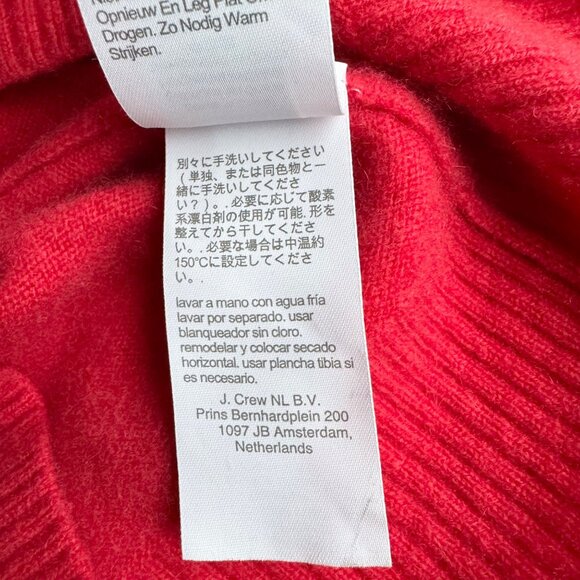 Opnieuw En Leg Plat
Drogen. Zo Nodig Warm
Strijken.
別々に手洗いしてください
(単独、または同色物と一
緒に手洗いしてくださ
い?)。.必要に応じて酸素
系漂白剤の使用が可能.形を
整えてから干してくださ
い。.必要な場合は中温約
150℃に設定してくださ
い。
lavar a mano con agua fría
lavar por separado. usar
blanqueador sin cloro.
remodelar y colocar secado
horizontal. usar plancha tibia si
es necesario.
J. Crew NL B.V.
Prins Bernhardplein 200
1097 JB Amsterdam,
Netherlands